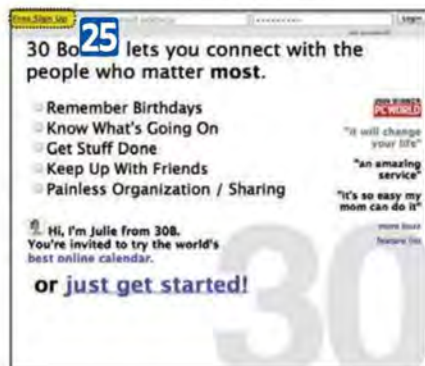 Free Sign Up
Login
25
30 Bo lets you connect with the
people who matter most.
Remember Birthdays
Know What's Going On
Get Stuff Done
Keep Up With Friends
Painless Organization / Sharing
PC WORLD
"it will change
your life"
"an amazing
service"
"it's so easy my
mom can do it"
more buzz
feature list
Hi, I'm Julie from 30B.
You're invited to try the world's
best online calendar.
or just get started!
30